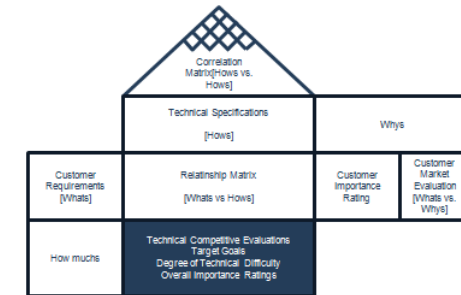 Correlation
Matrix[Hows vs.
Hows]
Technical Specifications
[Hows]
Whys
Customer
Requirements
[Whats]
Relatinship Matrix
[Whats vs Hows]
Customer
Importance
Rating
Customer
Market
Evaluation
[Whats vs.
Whys]
How muchs
Technical Competitive Evaluations
Target Goals
Degree of Technical Difficulty
Overall Importance Ratings